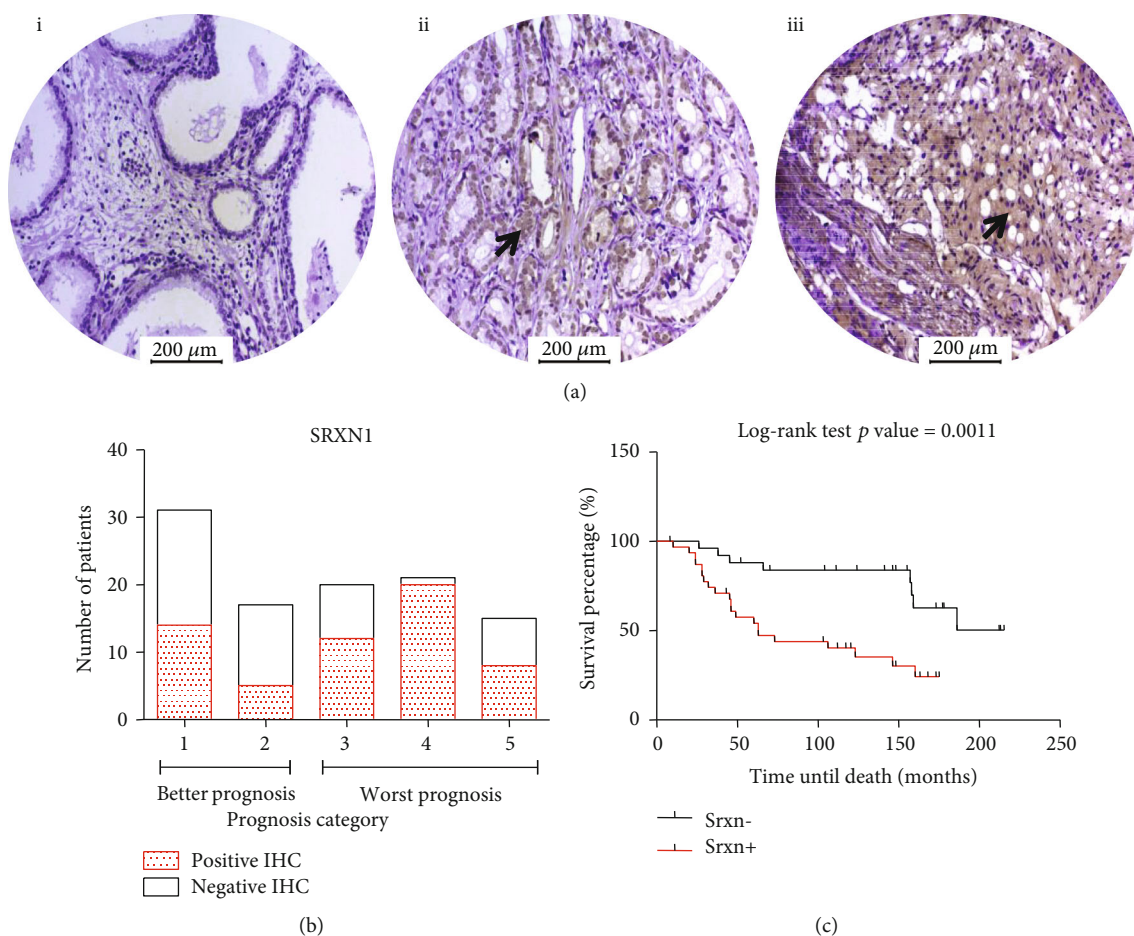 i
ii
iii
200 μm
200 μm
200 μm
(a)
SRXN1
40
30
20
10
0
Number of patients
1
2
3
4
5
Better prognosis
Worst prognosis
Prognosis category
Positive IHC
Negative IHC
(b)
Log-rank test p value = 0.0011
150
100
50
0
Survival percentage (%)
0
50
100
150
200
250
Time until death (months)
Srxn-
Srxn+
(c)